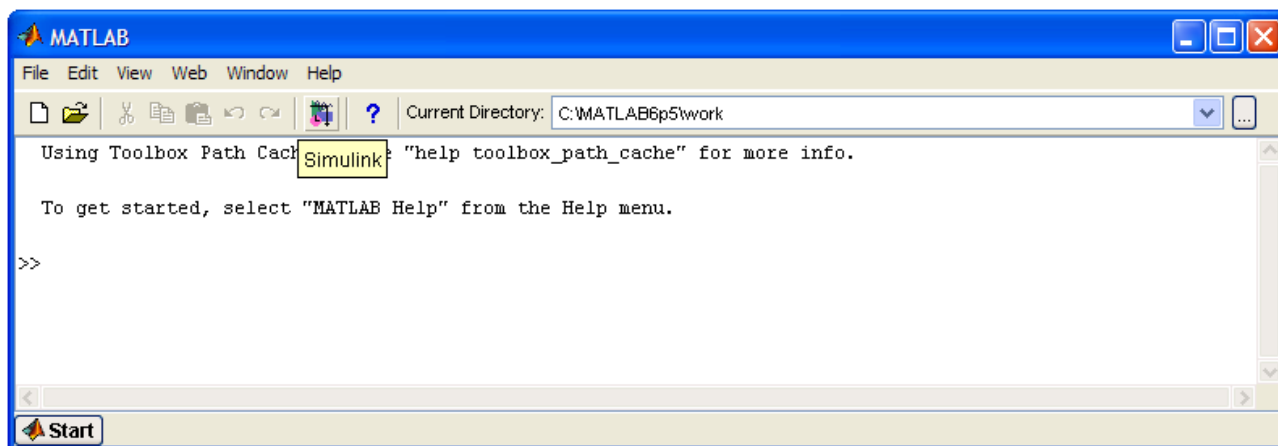 MATLAB
File Edit View Web Window Help
? Current Directory: C:\MATLAB6p5\work ...
Using Toolbox Path Cac "help toolbox_path_cache" for more info.
Simulink
To get started, select "MATLAB Help" from the Help menu.
>>
Start